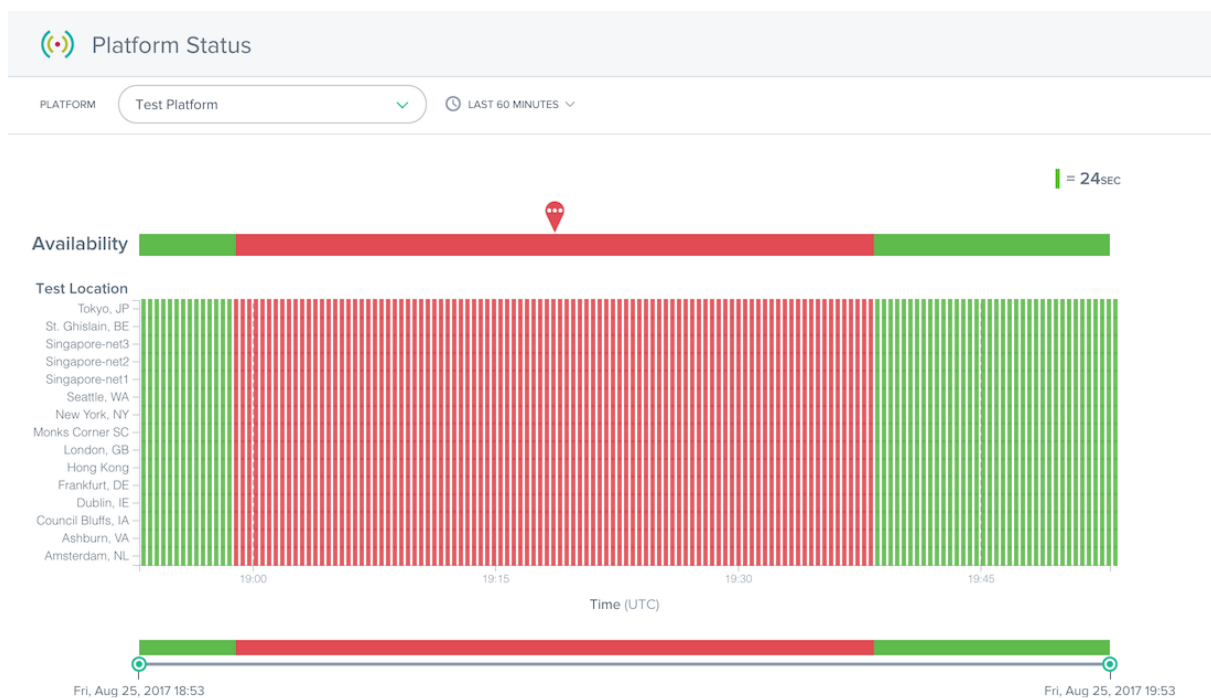 Platform Status
PLATFORM Test Platform LAST 60 MINUTES
= 24SEC
Availability
Test Location
Tokyo, JP
St. Ghislain, BE
Singapore-net3
Singapore-net2
Singapore-net1
Seattle, WA
New York, NY
Monks Corner SC
London, GB
Hong Kong
Frankfurt, DE
Dublin, IE
Council Bluffs, IA
Ashburn, VA
Amsterdam, NL
19:00 19:15 19:30 19:45
Time (UTC)
Fri, Aug 25, 2017 18:53 Fri, Aug 25, 2017 19:53